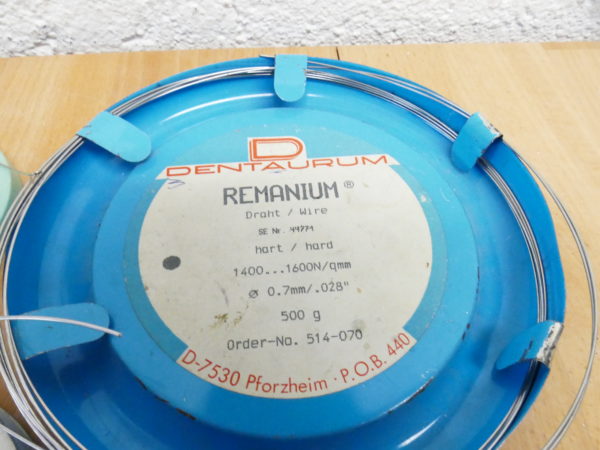 D
DENTAURUM
REMANIUM ®
Draht / Wire
SE Nr. 44771
hart / hard
1400...1600N/qmm
ø 0.7mm/.028"
500 g
Order-No. 514-070
D-7530 Pforzheim · P.O.B. 440